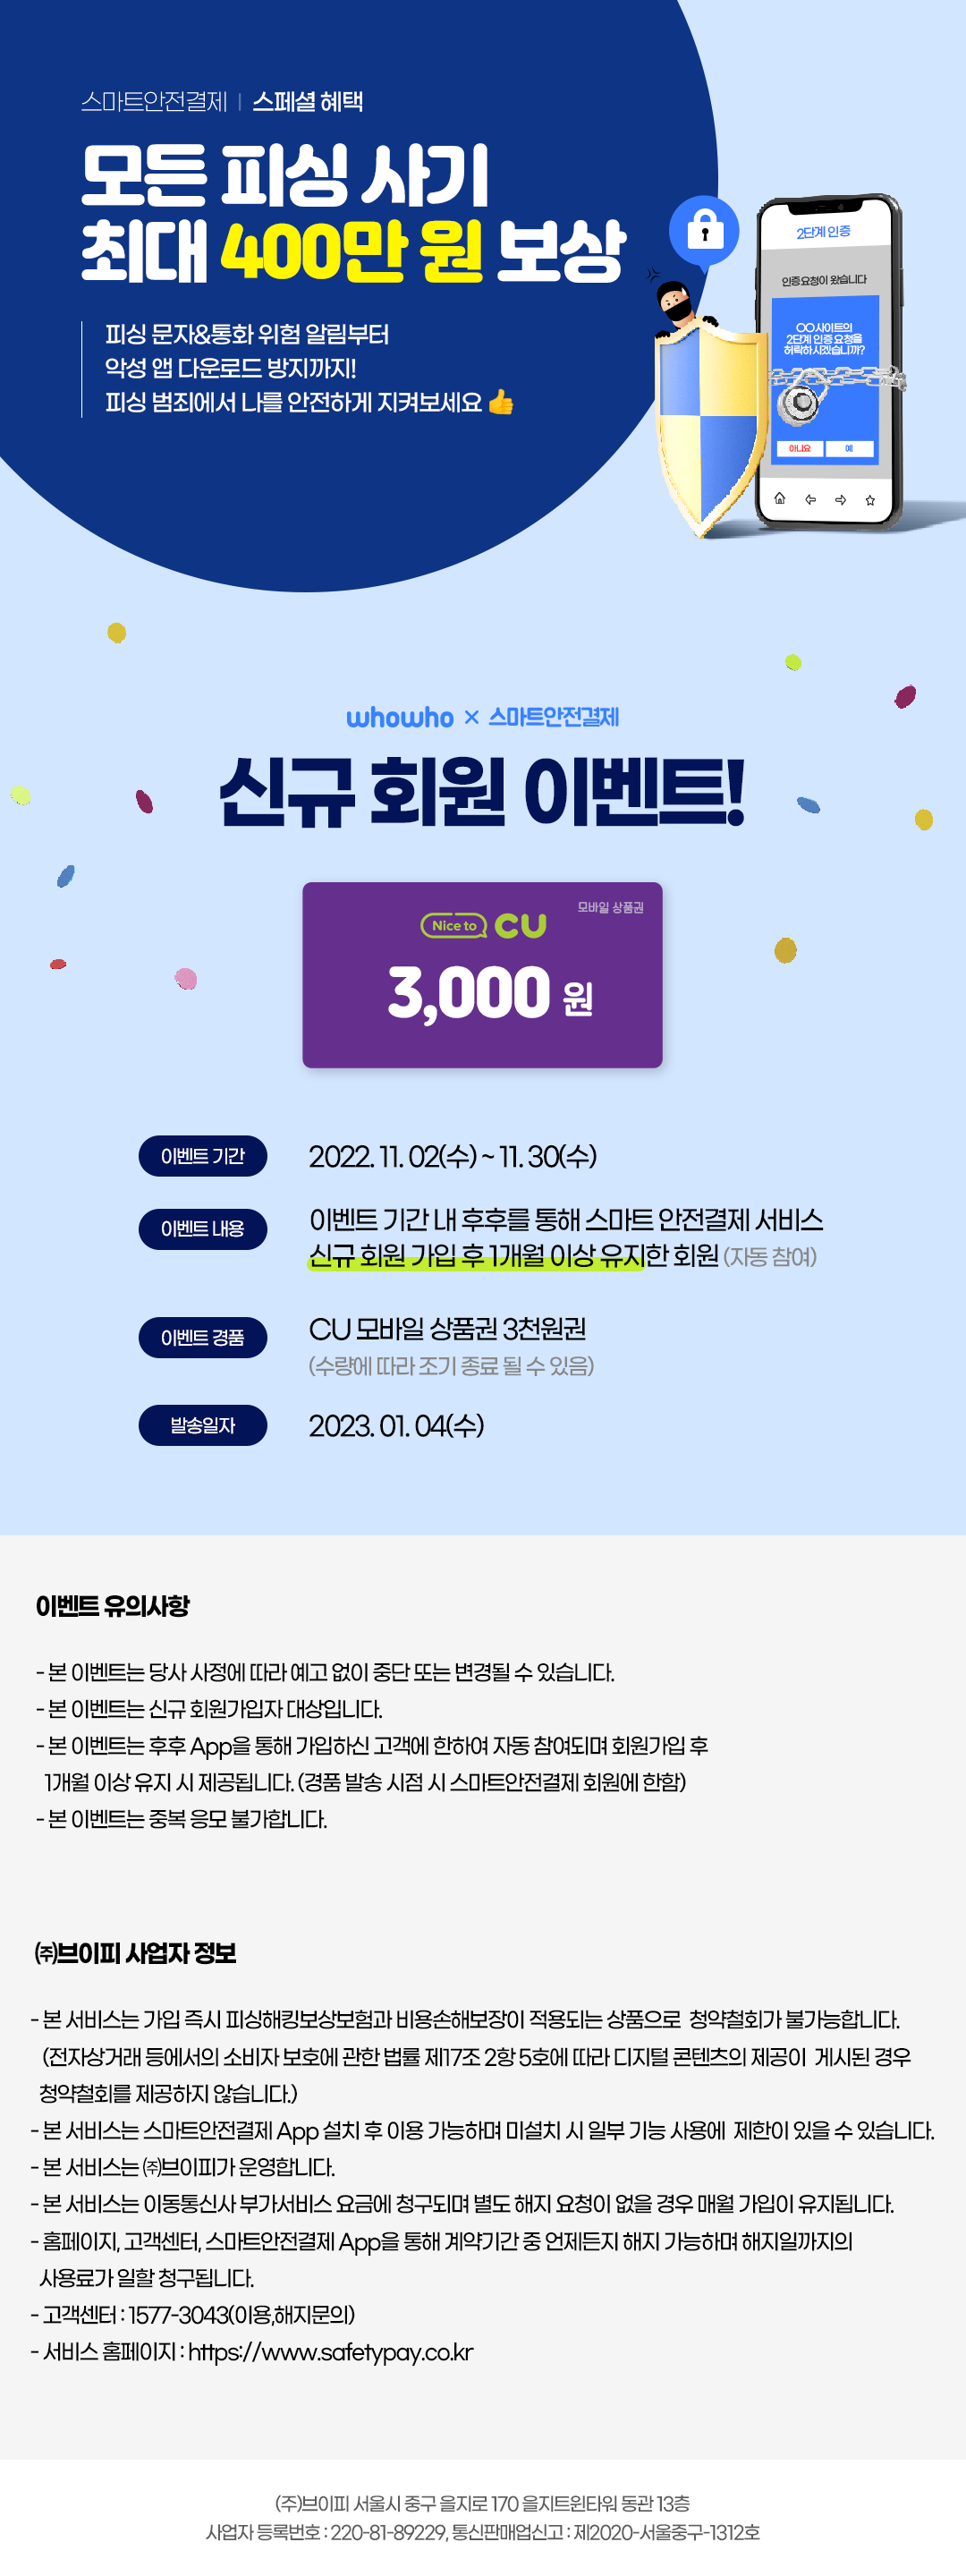 스마트안전결제 | 스페셜 혜택
모든 피싱 사기
최대 400만 원 보상
피싱 문자&통화 위험 알림부터
악성 앱 다운로드 방지까지!
피싱 범죄에서 나를 안전하게 지켜보세요 👍
2단계 인증
인증요청이 왔습니다
OO사이트의
2단계 인증 요청을
허락하시겠습니까?
아니요 예
whowho × 스마트안전결제
신규 회원 이벤트!
모바일 상품권
Nice to CU
3,000 원
이벤트 기간 2022. 11. 02(수) ~ 11. 30(수)
이벤트 내용 이벤트 기간 내 후후를 통해 스마트 안전결제 서비스
신규 회원 가입 후 1개월 이상 유지한 회원 (자동 참여)
이벤트 경품 CU 모바일 상품권 3천원권
(수량에 따라 조기 종료 될 수 있음)
발송일자 2023. 01. 04(수)
이벤트 유의사항
- 본 이벤트는 당사 사정에 따라 예고 없이 중단 또는 변경될 수 있습니다.
- 본 이벤트는 신규 회원가입자 대상입니다.
- 본 이벤트는 후후 App을 통해 가입하신 고객에 한하여 자동 참여되며 회원가입 후
1개월 이상 유지 시 제공됩니다. (경품 발송 시점 시 스마트안전결제 회원에 한함)
- 본 이벤트는 중복 응모 불가합니다.
㈜브이피 사업자 정보
- 본 서비스는 가입 즉시 피싱해킹보상보험과 비용손해보장이 적용되는 상품으로 청약철회가 불가능합니다.
(전자상거래 등에서의 소비자 보호에 관한 법률 제17조 2항 5호에 따라 디지털 콘텐츠의 제공이 게시된 경우
청약철회를 제공하지 않습니다.)
- 본 서비스는 스마트안전결제 App 설치 후 이용 가능하며 미설치 시 일부 기능 사용에 제한이 있을 수 있습니다.
- 본 서비스는 ㈜브이피가 운영합니다.
- 본 서비스는 이동통신사 부가서비스 요금에 청구되며 별도 해지 요청이 없을 경우 매월 가입이 유지됩니다.
- 홈페이지, 고객센터, 스마트안전결제 App을 통해 계약기간 중 언제든지 해지 가능하며 해지일까지의
사용료가 일할 청구됩니다.
- 고객센터 : 1577-3043(이용,해지문의)
- 서비스 홈페이지 : https://www.safetypay.co.kr
(주)브이피 서울시 중구 을지로 170 을지트윈타워 동관 13층
사업자 등록번호 : 220-81-89229, 통신판매업신고 : 제2020-서울중구-1312호